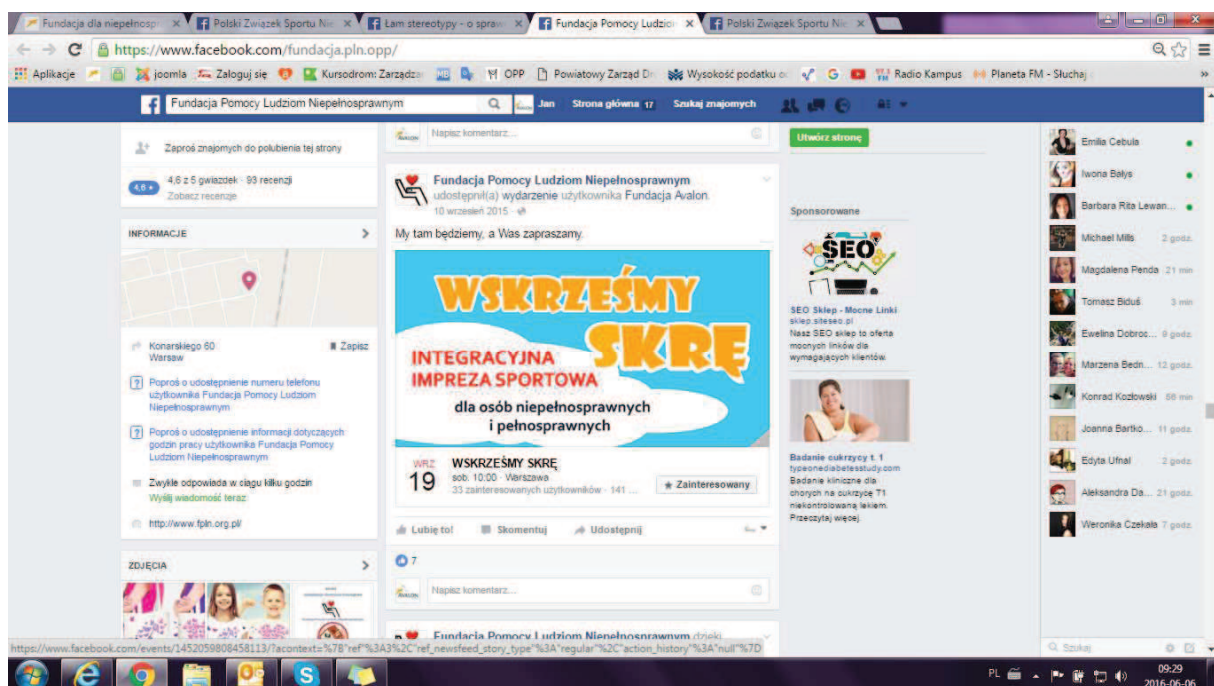 Fundacja dla niepełnospr
Polski Związek Sportu Nie
Łam stereotypy - o spraw
Fundacja Pomocy Ludzior
Polski Związek Sportu Nie
https://www.facebook.com/fundacja.pln.opp/
Aplikacje
joomla
Zaloguj się
Kursodrom: Zarządza
OPP
Powiatowy Zarząd Dr
Wysokość podatku o
Radio Kampus
Planeta FM - Słuchaj
Fundacja Pomocy Ludziom Niepełnosprawnym
Jan
Strona główna 17
Szukaj znajomych
Zaproś znajomych do polubienia tej strony
4,6
4,6 z 5 gwiazdek · 93 recenzji
Zobacz recenzje
INFORMACJE
Konarskiego 60
Warsaw
Zapisz
Poproś o udostępnienie numeru telefonu
użytkownika Fundacja Pomocy Ludziom
Niepełnosprawnym
Poproś o udostępnienie informacji dotyczących
godzin pracy użytkownika Fundacja Pomocy
Ludziom Niepełnosprawnym
Zwykle odpowiada w ciągu kilku godzin
Wyślij wiadomość teraz
http://www.fpln.org.pl/
ZDJĘCIA
Napisz komentarz...
Fundacja Pomocy Ludziom Niepełnosprawnym
udostępnił(a) wydarzenie użytkownika Fundacja Avalon.
10 wrzesień 2015
My tam będziemy, a Was zapraszamy.
WSKRZEŚMY
SKRĘ
INTEGRACYJNA
IMPREZA SPORTOWA
dla osób niepełnosprawnych
i pełnosprawnych
WRZ
19
WSKRZEŚMY SKRĘ
sob. 10:00 · Warszawa
33 zainteresowanych użytkowników · 141 ...
Zainteresowany
Lubię to!
Skomentuj
Udostępnij
7
Napisz komentarz...
Fundacja Pomocy Ludziom Niepełnosprawnym dzięki
Utwórz stronę
Sponsorowane
SEO
SEO Sklep - Mocne Linki
sklep.siteseo.pl
Nasz SEO sklep to oferta
mocnych linków dla
wymagających klientów.
Badanie cukrzycy t. 1
typeonediabetesstudy.com
Badanie kliniczne dla
chorych na cukrzycę T1
niekontrolowaną lekiem.
Przeczytaj więcej.
Emilia Cebula
Iwona Bałys
Barbara Rita Lewan...
Michael Mills 2 godz.
Magdalena Penda 21 min
Tomasz Biduś 3 min
Ewelina Dobroc... 8 godz.
Marzena Bedn... 12 godz.
Konrad Kozłowski 56 min
Joanna Bartko... 11 godz.
Edyta Ufnal 2 godz.
Aleksandra Da... 21 godz.
Weronika Czekała 7 godz.
Szukaj
https://www.facebook.com/events/1452059808458113/?acontext=%7B"ref"%3A3%2C"ref_newsfeed_story_type"%3A"regular"%2C"action_history"%3A"null"%7D
PL
09:29
2016-06-06